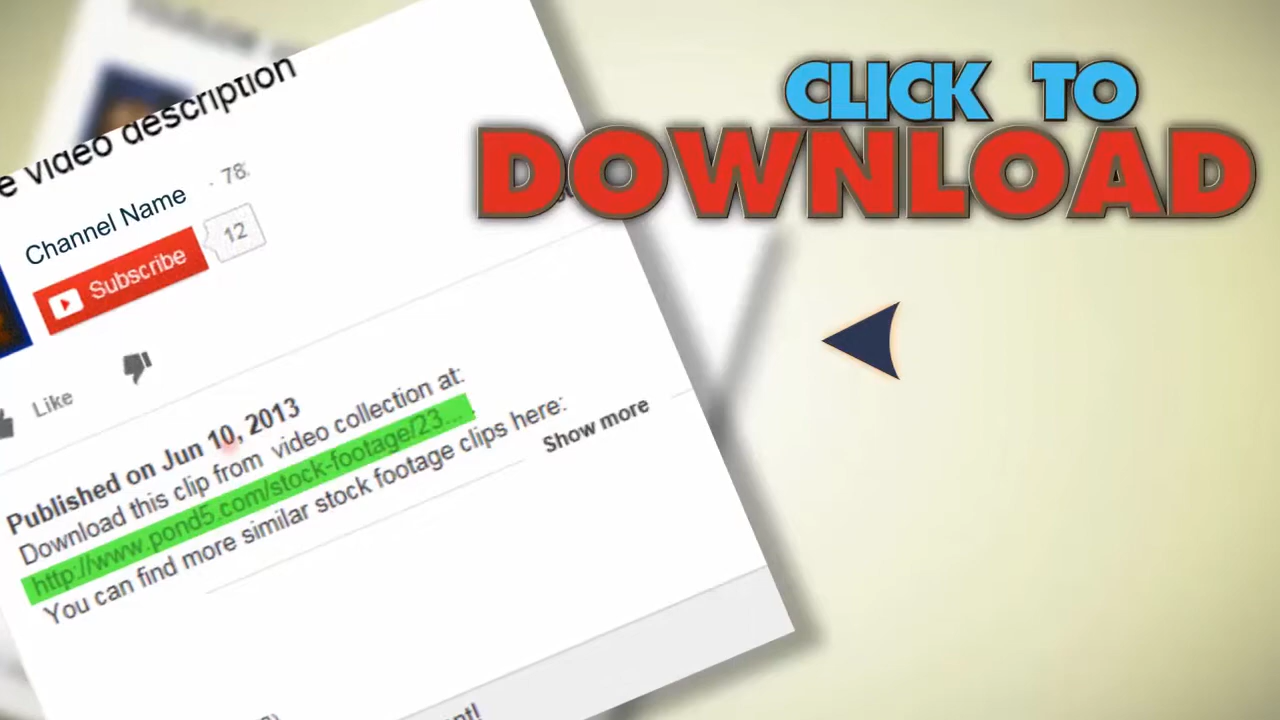 CLICK TO
DOWNLOAD
video description
Channel Name
Subscribe
12
Like
Published on Jun 10, 2013
Download this clip from video collection at:
http://www.pond5.com/stock-footage/23...
You can find more similar stock footage clips here:
Show more